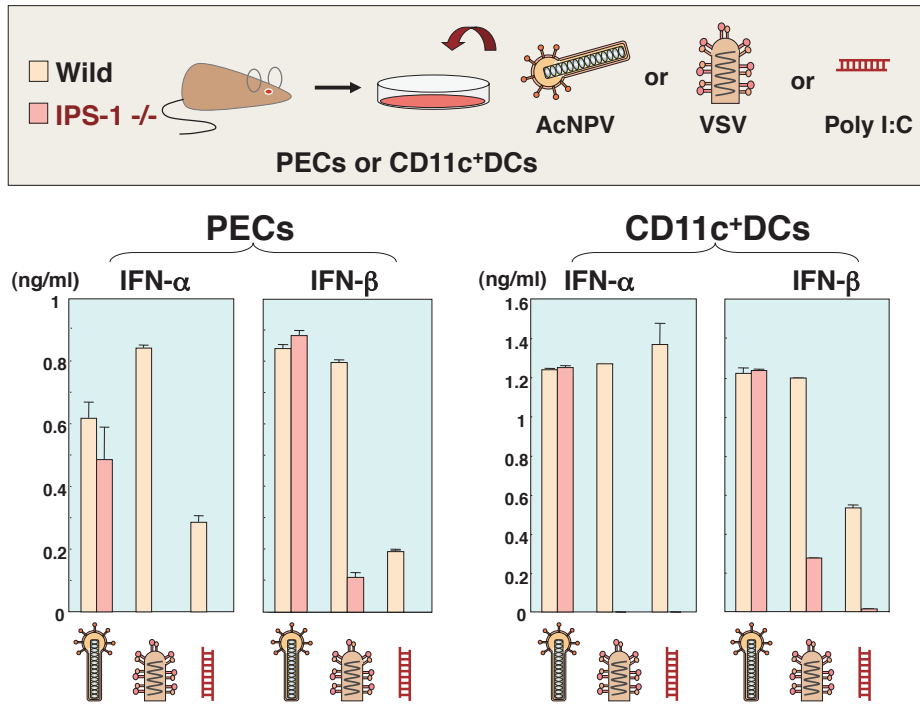 Wild
IPS-1 -/-
or
or
AcNPV
VSV
Poly I:C
PECs or CD11c⁺DCs
PECs
CD11c⁺DCs
(ng/ml)
IFN-α
IFN-β
(ng/ml)
IFN-α
IFN-β
1
0.8
0.6
0.4
0.2
0
1.6
1.4
1.2
1
1.2
0.6
0.4
0.2
0